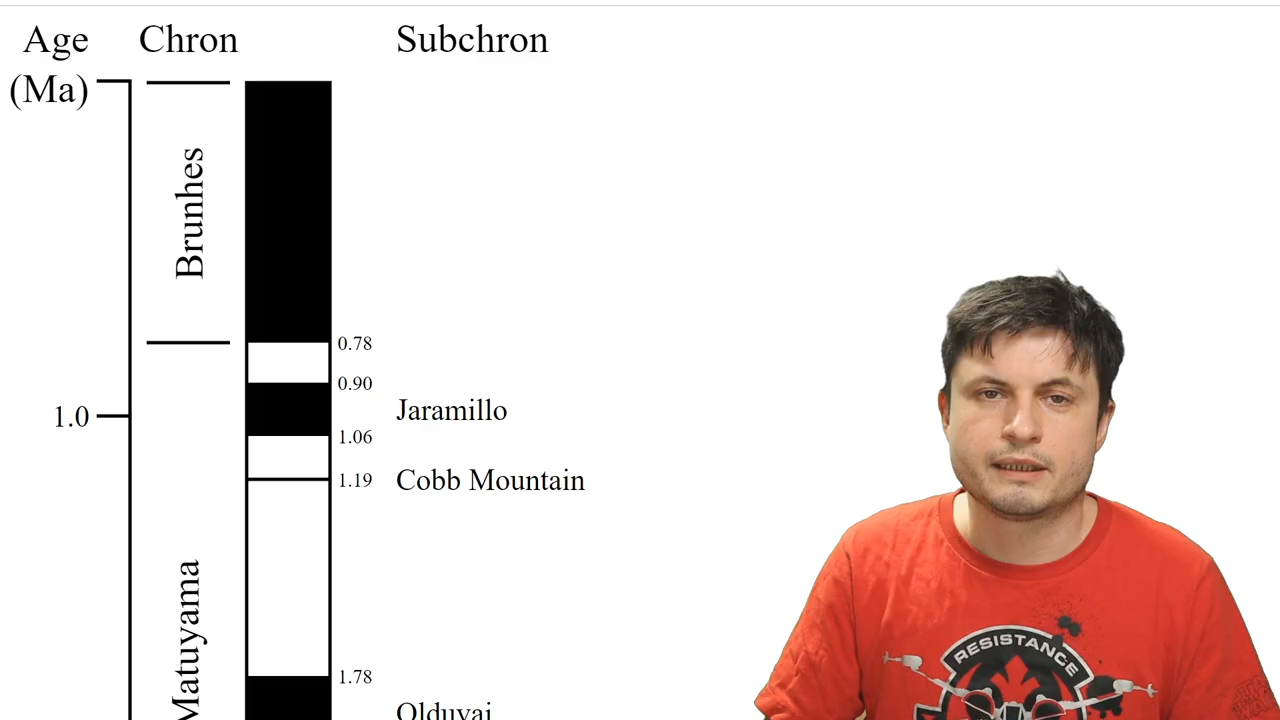 Age Chron Subchron
(Ma)
Brunhes
0.78
0.90
1.0 Jaramillo
1.06
1.19 Cobb Mountain
Matuyama
1.78
Olduvai
RESISTANCE